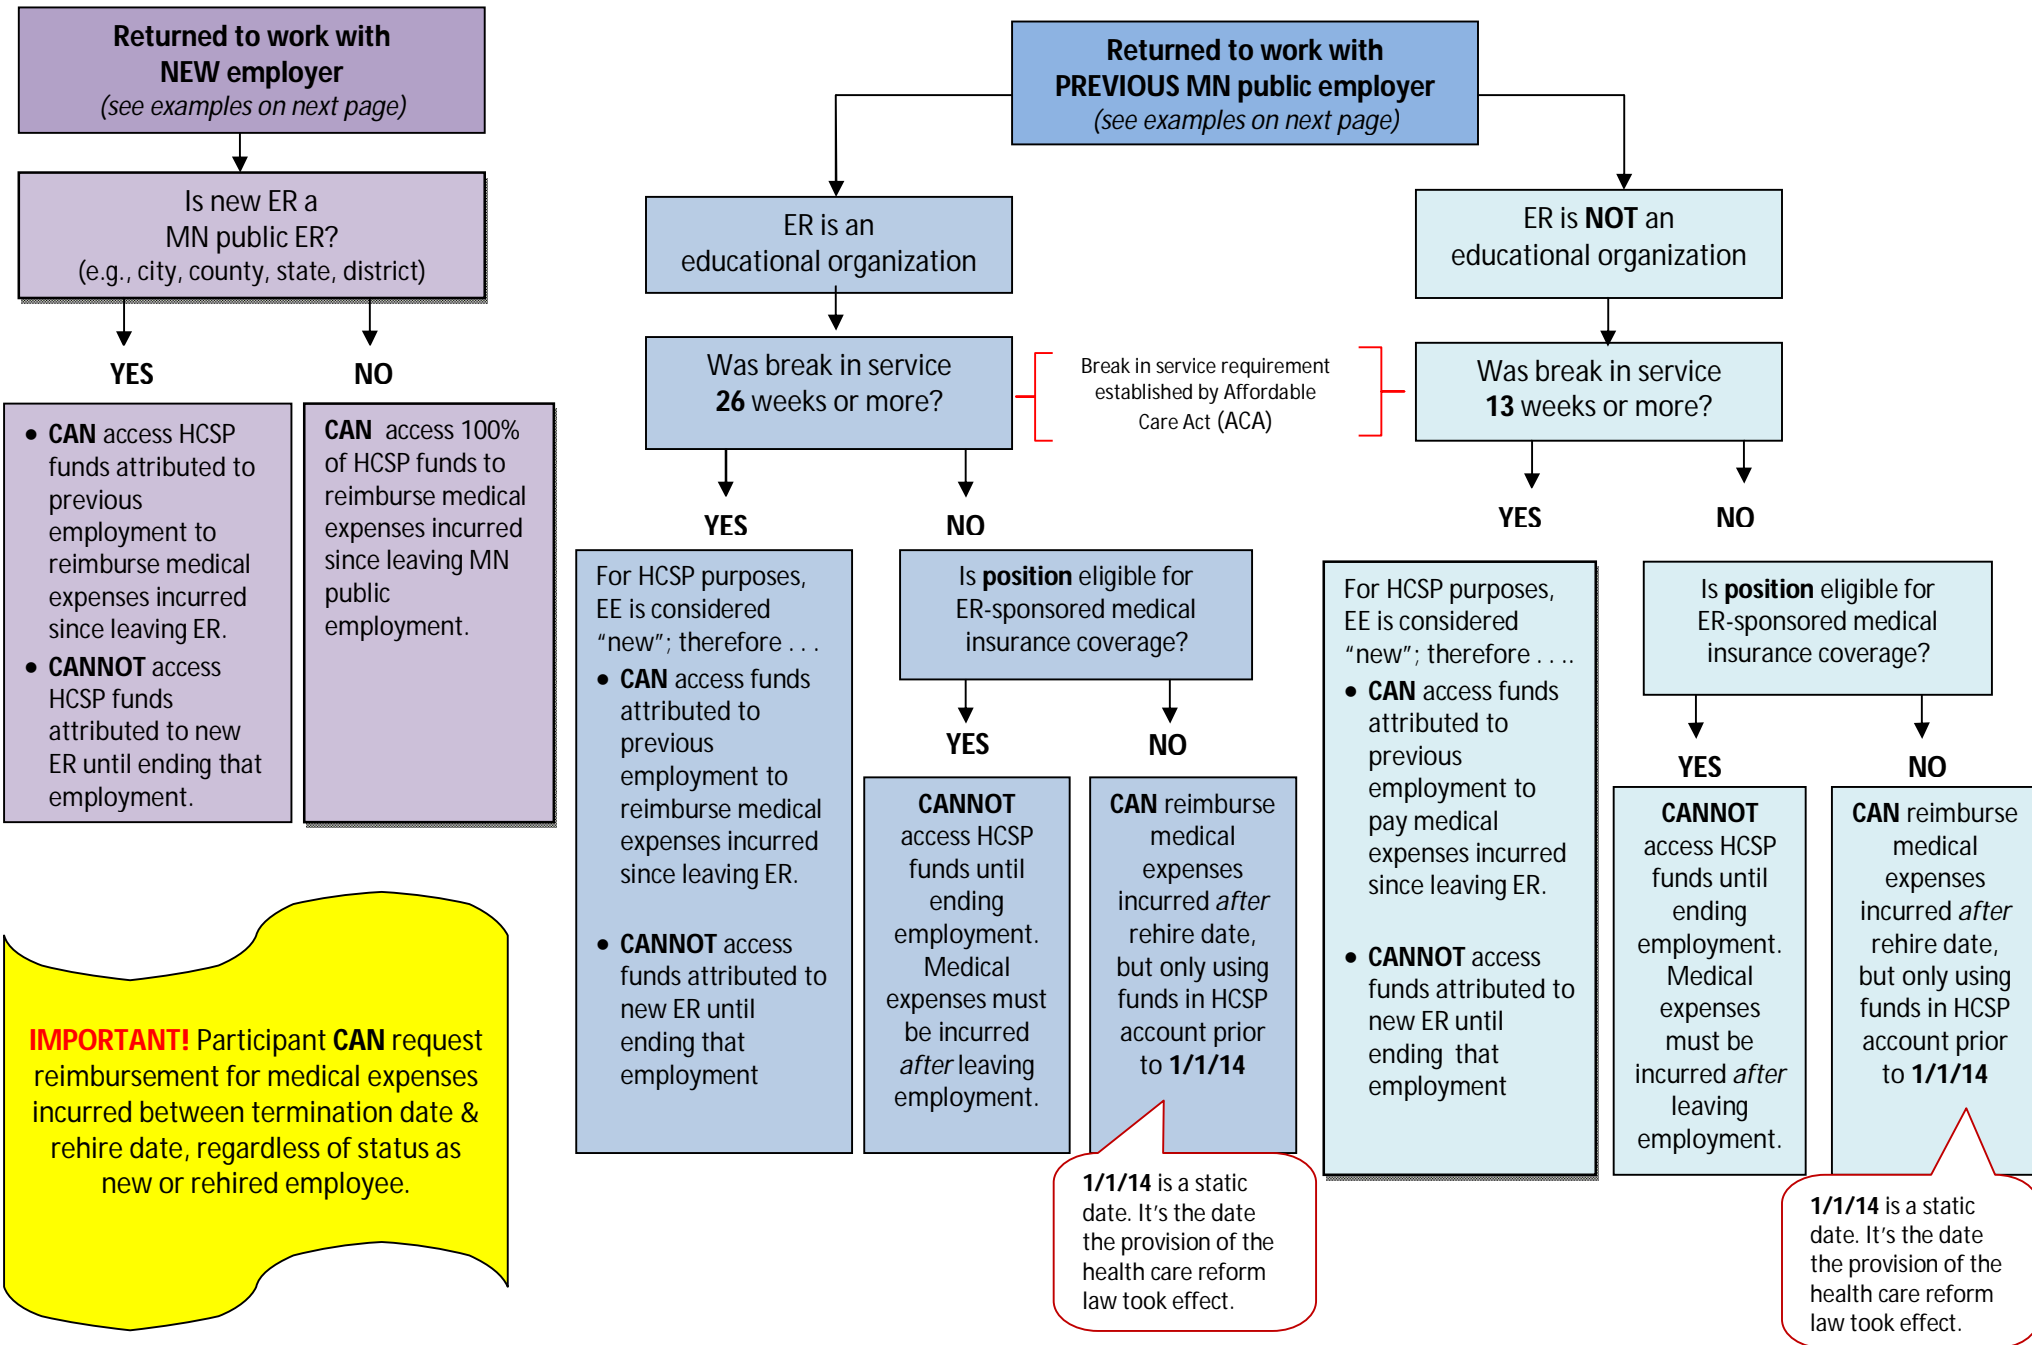 Returned to work with
NEW employer
(see examples on next page)
Is new ER a
MN public ER?
(e.g., city, county, state, district)
YES
NO
• CAN access HCSP
funds attributed to
previous
employment to
reimburse medical
expenses incurred
since leaving ER.
• CANNOT access
HCSP funds
attributed to new
ER until ending that
employment.
CAN access 100%
of HCSP funds to
reimburse medical
expenses incurred
since leaving MN
public
employment.
IMPORTANT! Participant CAN request
reimbursement for medical expenses
incurred between termination date &
rehire date, regardless of status as
new or rehired employee.
Returned to work with
PREVIOUS MN public employer
(see examples on next page)
ER is an
educational organization
Was break in service
26 weeks or more?
Break in service requirement
established by Affordable
Care Act (ACA)
YES
NO
For HCSP purposes,
EE is considered
"new"; therefore . . .
• CAN access funds
attributed to
previous
employment to
reimburse medical
expenses incurred
since leaving ER.
• CANNOT access
funds attributed to
new ER until
ending that
employment
Is position eligible for
ER-sponsored medical
insurance coverage?
YES
NO
CANNOT
access HCSP
funds until
ending
employment.
Medical
expenses must
be incurred
after leaving
employment.
CAN reimburse
medical
expenses
incurred after
rehire date,
but only using
funds in HCSP
account prior
to 1/1/14
1/1/14 is a static
date. It's the date
the provision of the
health care reform
law took effect.
ER is NOT an
educational organization
Was break in service
13 weeks or more?
YES
NO
For HCSP purposes,
EE is considered
"new"; therefore . . ..
• CAN access funds
attributed to
previous
employment to
pay medical
expenses incurred
since leaving ER.
• CANNOT access
funds attributed to
new ER until
ending that
employment
Is position eligible for
ER-sponsored medical
insurance coverage?
YES
NO
CANNOT
access HCSP
funds until
ending
employment.
Medical
expenses
must be
incurred after
leaving
employment.
CAN reimburse
medical
expenses
incurred after
rehire date,
but only using
funds in HCSP
account prior
to 1/1/14
1/1/14 is a static
date. It's the date
the provision of the
health care reform
law took effect.